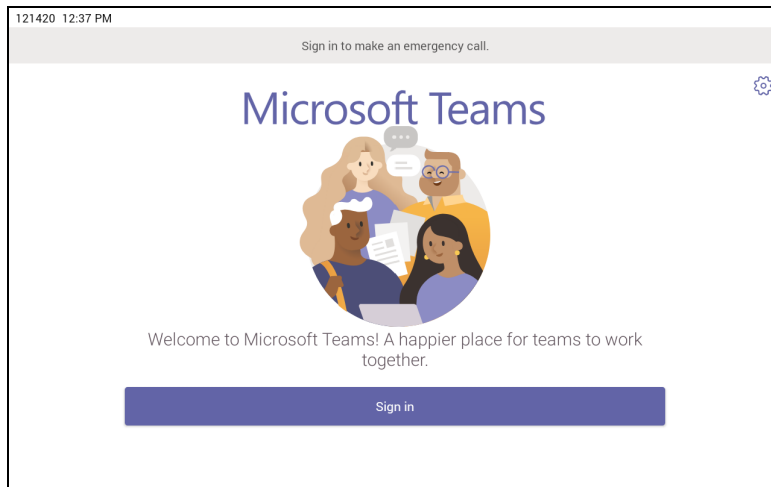 121420 12:37 PM
Sign in to make an emergency call.
Microsoft Teams
Welcome to Microsoft Teams! A happier place for teams to work
together.
Sign in